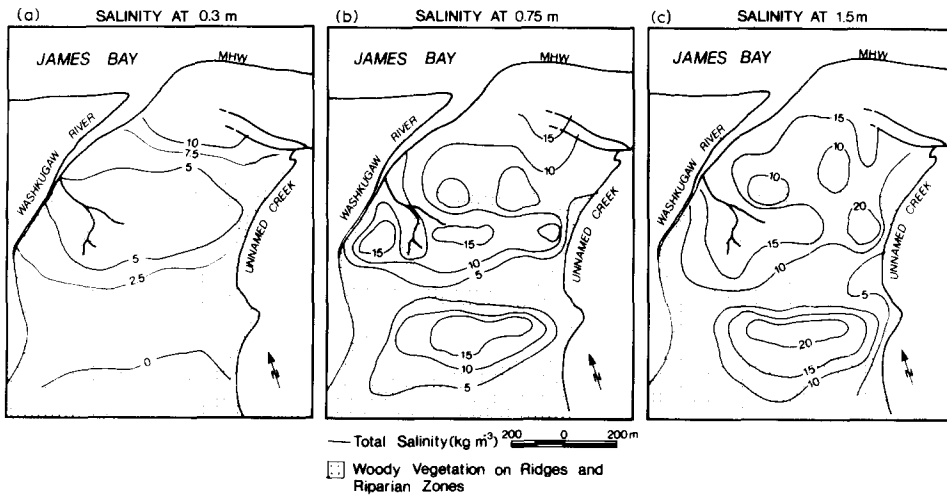 (a) SALINITY AT 0.3 m
JAMES BAY
MHW
WASHKUGAW RIVER
10
7.5
5
5
2.5
0
UNNAMED CREEK
N
(b) SALINITY AT 0.75 m
JAMES BAY
MHW
WASHKUGAW RIVER
15
10
10
15
15
10
5
15
10
5
UNNAMED CREEK
N
(c) SALINITY AT 1.5m
JAMES BAY
MHW
WASHKUGAW RIVER
15
10
10
20
15
10
5
20
15
10
UNNAMED CREEK
N
Total Salinity (kg m³) 200 0 200 m
Woody Vegetation on Ridges and
Riparian Zones